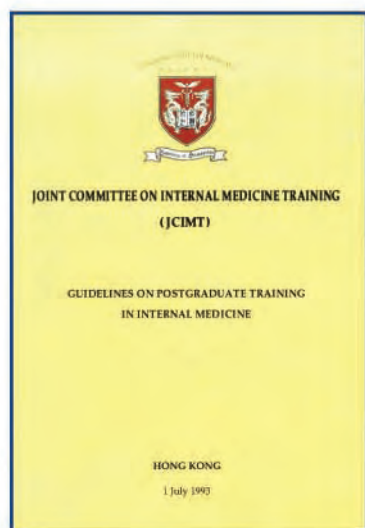 JOINT COMMITTEE ON INTERNAL MEDICINE TRAINING
(JCIMT)
GUIDELINES ON POSTGRADUATE TRAINING
IN INTERNAL MEDICINE
HONG KONG
1 July 1993